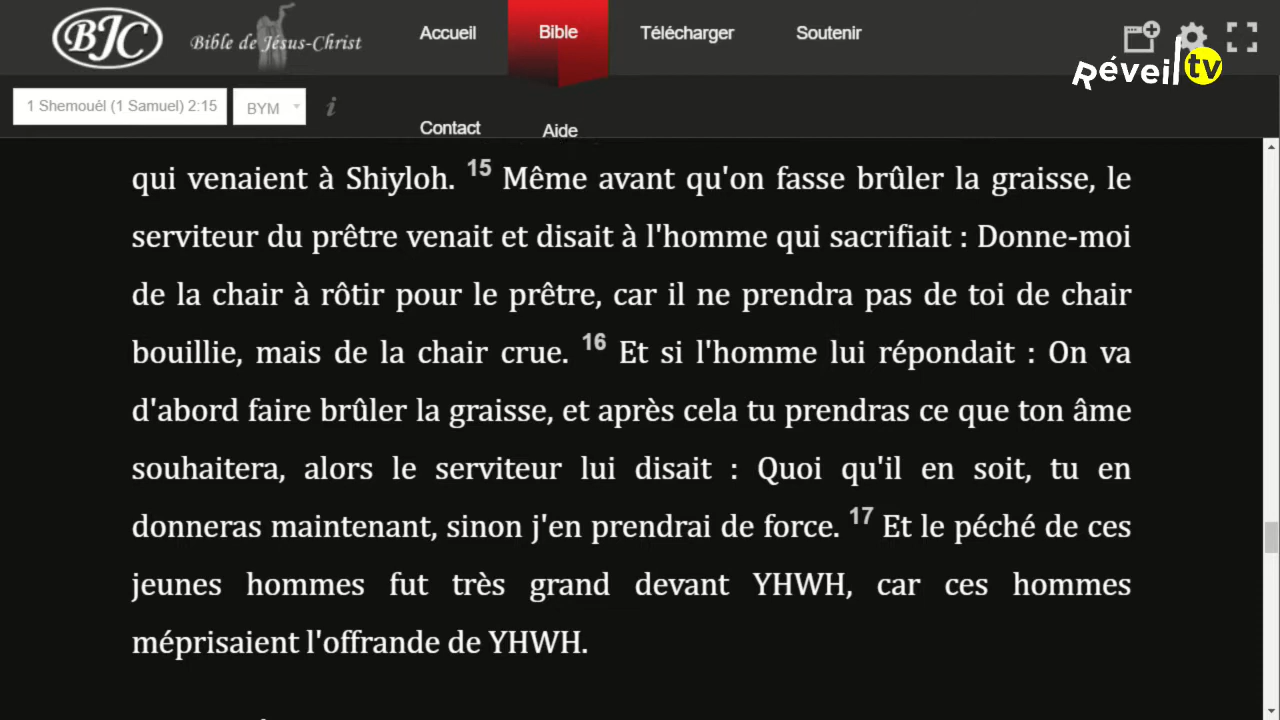 BJC Bible de Jésus-Christ Accueil Bible Télécharger Soutenir
Réveil tv
1 Shemouél (1 Samuel) 2:15 BYM i
Contact Aide
qui venaient à Shiyloh. 15 Même avant qu'on fasse brûler la graisse, le
serviteur du prêtre venait et disait à l'homme qui sacrifiait : Donne-moi
de la chair à rôtir pour le prêtre, car il ne prendra pas de toi de chair
bouillie, mais de la chair crue. 16 Et si l'homme lui répondait : On va
d'abord faire brûler la graisse, et après cela tu prendras ce que ton âme
souhaitera, alors le serviteur lui disait : Quoi qu'il en soit, tu en
donneras maintenant, sinon j'en prendrai de force. 17 Et le péché de ces
jeunes hommes fut très grand devant YHWH, car ces hommes
méprisaient l'offrande de YHWH.